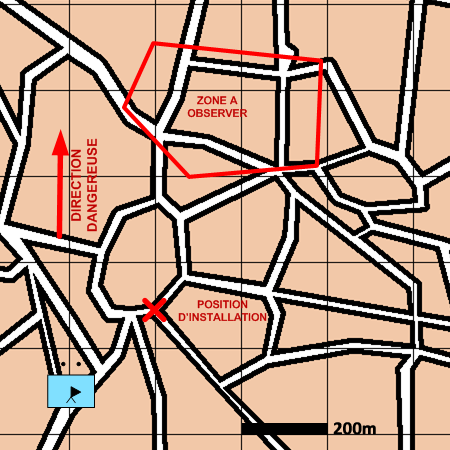 ZONE A
OBSERVER
DIRECTION
DANGEREUSE
POSITION
D'INSTALLATION
200m